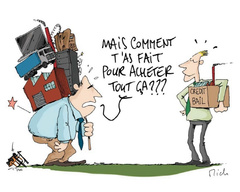 MAIS COMMENT
T'AS FAIT
POUR ACHETER
TOUT ÇA???
CRÉDIT
BAIL